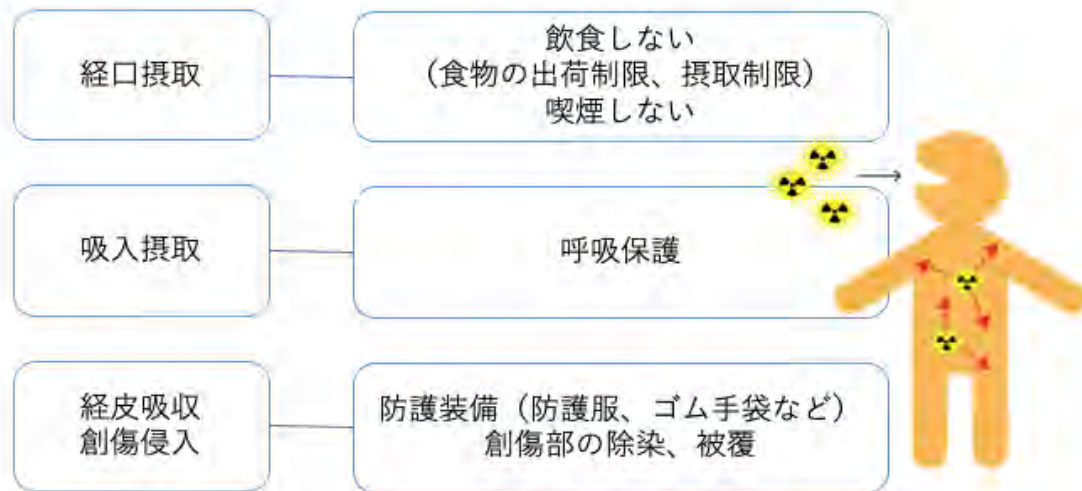 経口摂取
飲食しない
（食物の出荷制限、摂取制限）
喫煙しない
吸入摂取
呼吸保護
経皮吸収
創傷侵入
防護装備（防護服、ゴム手袋など）
創傷部の除染、被覆